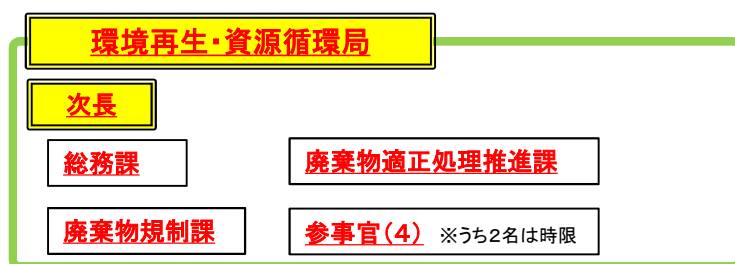 環境再生・資源循環局
次長
総務課
廃棄物適正処理推進課
廃棄物規制課
参事官(4) ※うち2名は時限